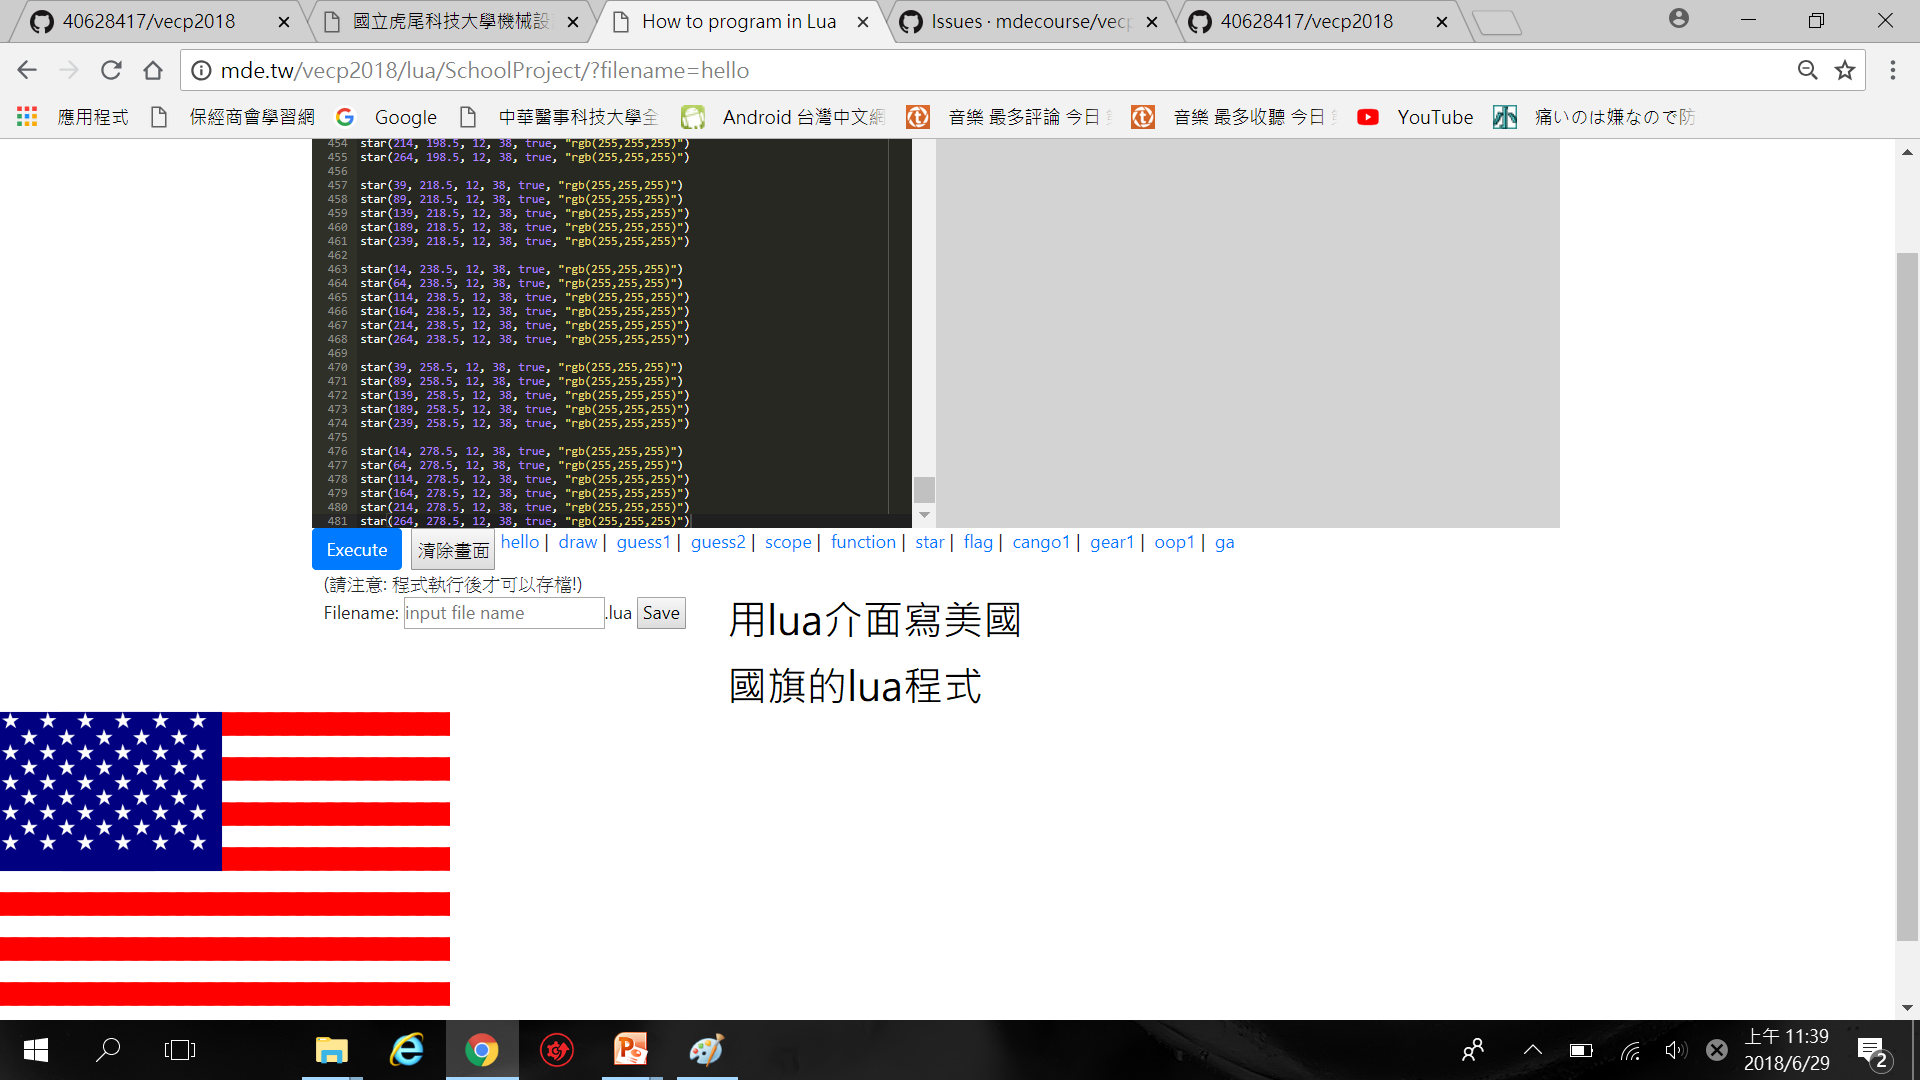 40628417/vecp2018
國立虎尾科技大學機械設
How to program in Lua
Issues · mdecourse/vecp
40628417/vecp2018
mde.tw/vecp2018/lua/SchoolProject/?filename=hello
應用程式 保經商會學習網 Google 中華醫事科技大學全 Android 台灣中文網 音樂 最多評論 今日 音樂 最多收聽 今日 YouTube 痛いのは嫌なので防
454 star(214, 198.5, 12, 38, true, "rgb(255,255,255)")
455 star(264, 198.5, 12, 38, true, "rgb(255,255,255)")
456
457 star(39, 218.5, 12, 38, true, "rgb(255,255,255)")
458 star(89, 218.5, 12, 38, true, "rgb(255,255,255)")
459 star(139, 218.5, 12, 38, true, "rgb(255,255,255)")
460 star(189, 218.5, 12, 38, true, "rgb(255,255,255)")
461 star(239, 218.5, 12, 38, true, "rgb(255,255,255)")
462
463 star(14, 238.5, 12, 38, true, "rgb(255,255,255)")
464 star(64, 238.5, 12, 38, true, "rgb(255,255,255)")
465 star(114, 238.5, 12, 38, true, "rgb(255,255,255)")
466 star(164, 238.5, 12, 38, true, "rgb(255,255,255)")
467 star(214, 238.5, 12, 38, true, "rgb(255,255,255)")
468 star(264, 238.5, 12, 38, true, "rgb(255,255,255)")
469
470 star(39, 258.5, 12, 38, true, "rgb(255,255,255)")
471 star(89, 258.5, 12, 38, true, "rgb(255,255,255)")
472 star(139, 258.5, 12, 38, true, "rgb(255,255,255)")
473 star(189, 258.5, 12, 38, true, "rgb(255,255,255)")
474 star(239, 258.5, 12, 38, true, "rgb(255,255,255)")
475
476 star(14, 278.5, 12, 38, true, "rgb(255,255,255)")
477 star(64, 278.5, 12, 38, true, "rgb(255,255,255)")
478 star(114, 278.5, 12, 38, true, "rgb(255,255,255)")
479 star(164, 278.5, 12, 38, true, "rgb(255,255,255)")
480 star(214, 278.5, 12, 38, true, "rgb(255,255,255)")
481 star(264, 278.5, 12, 38, true, "rgb(255,255,255)")
Execute 清除畫面 hello | draw | guess1 | guess2 | scope | function | star | flag | cango1 | gear1 | oop1 | ga
(請注意: 程式執行後才可以存檔!)
Filename: input file name .lua Save
用lua介面寫美國
國旗的lua程式
上午 11:39
2018/6/29
2